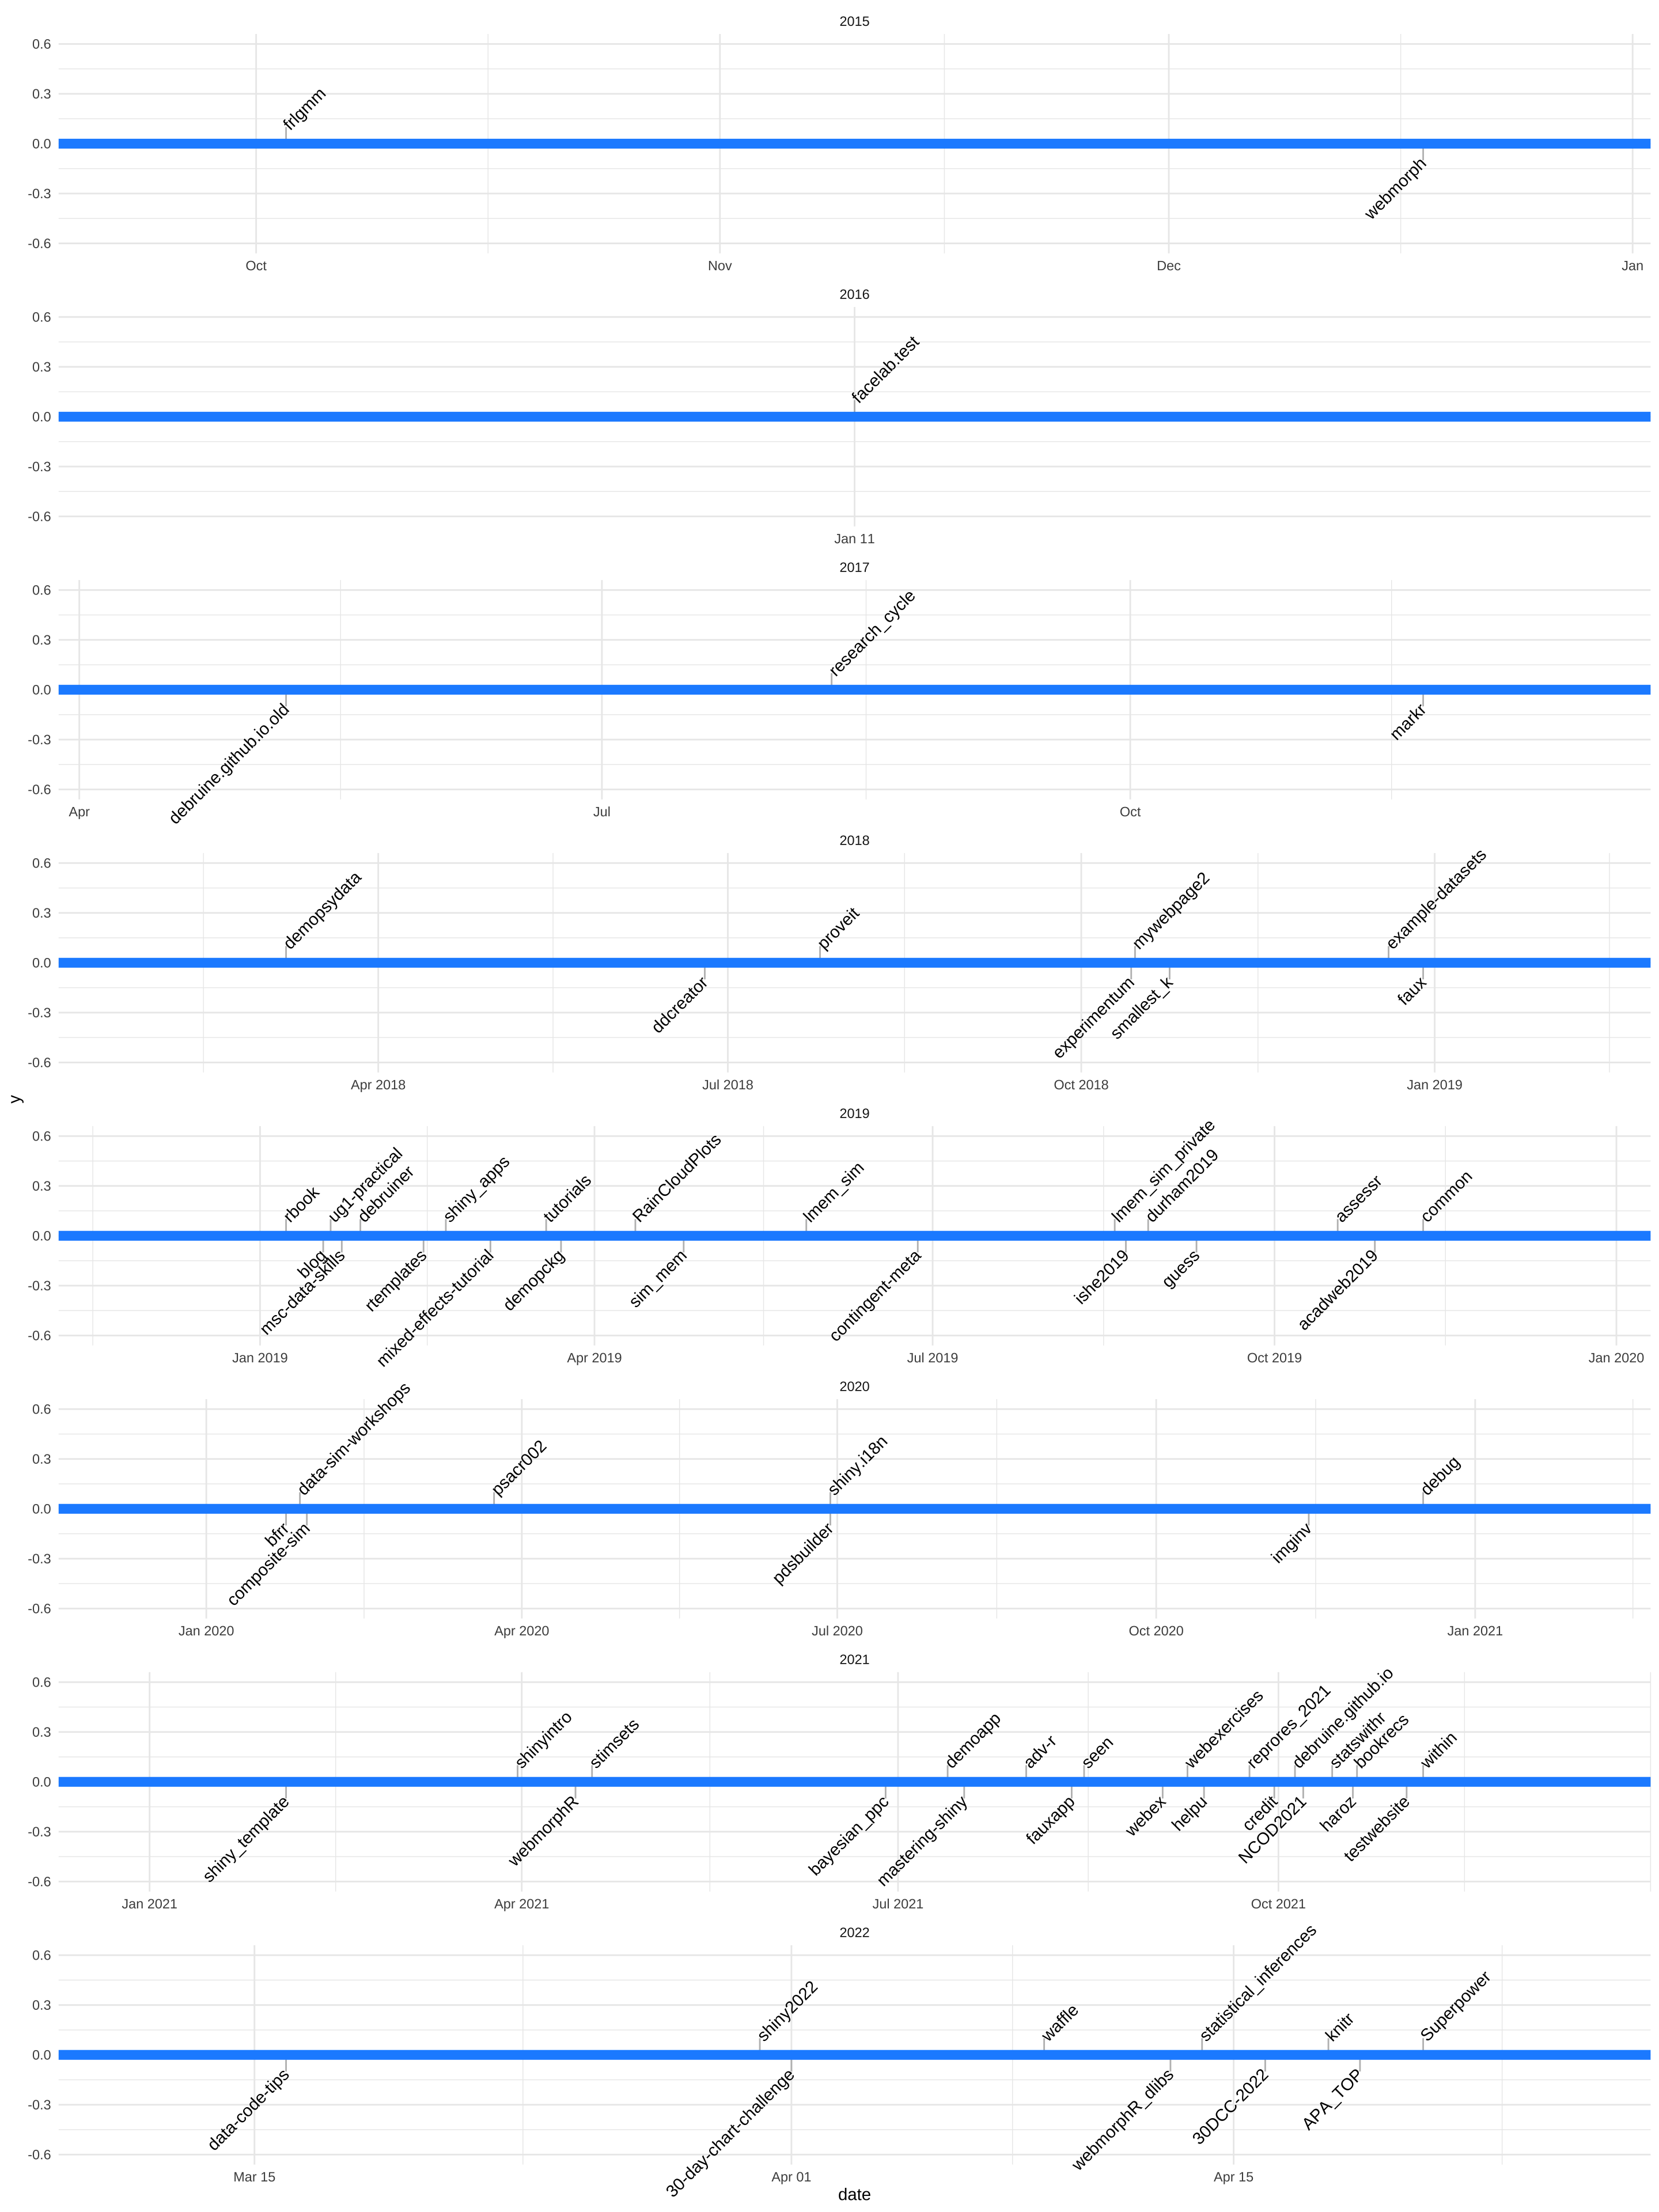 2015
0.6
0.3
0.0
-0.3
-0.6
frlgmm
webmorph
Oct Nov Dec Jan
2016
0.6
0.3
0.0
-0.3
-0.6
facelab.test
Jan 11
2017
0.6
0.3
0.0
-0.3
-0.6
research_cycle
debruine.github.io.old
markr
Apr Jul Oct
2018
0.6
0.3
0.0
-0.3
-0.6
demopsydata
proveit
mywebpage2
example-datasets
ddcreator
experimentum
smallest_k
faux
Apr 2018 Jul 2018 Oct 2018 Jan 2019
y
2019
0.6
0.3
0.0
-0.3
-0.6
rbook
ug1-practical
debruiner
shiny_apps
tutorials
RainCloudPlots
lmem_sim
lmem_sim_private
durham2019
assessr
common
blog
msc-data-skills
rtemplates
mixed-effects-tutorial
demopckg
sim_mem
contingent-meta
ishe2019
guess
acadweb2019
Jan 2019 Apr 2019 Jul 2019 Oct 2019 Jan 2020
2020
0.6
0.3
0.0
-0.3
-0.6
data-sim-workshops
psacr002
shiny.i18n
debug
bfrr
composite-sim
pdsbuilder
imginv
Jan 2020 Apr 2020 Jul 2020 Oct 2020 Jan 2021
2021
0.6
0.3
0.0
-0.3
-0.6
shinyintro
stimsets
demoapp
adv-r
seen
webexercises
reprores_2021
debruine.github.io
statswithr
bookrecs
within
shiny_template
webmorphR
bayesian_ppc
mastering-shiny
fauxapp
webex
helpu
credit
NCOD2021
haroz
testwebsite
Jan 2021 Apr 2021 Jul 2021 Oct 2021
2022
0.6
0.3
0.0
-0.3
-0.6
shiny2022
waffle
statistical_inferences
knitr
Superpower
data-code-tips
30-day-chart-challenge
webmorphR_dlibs
30DCC-2022
APA_TOP
Mar 15 Apr 01 Apr 15
date